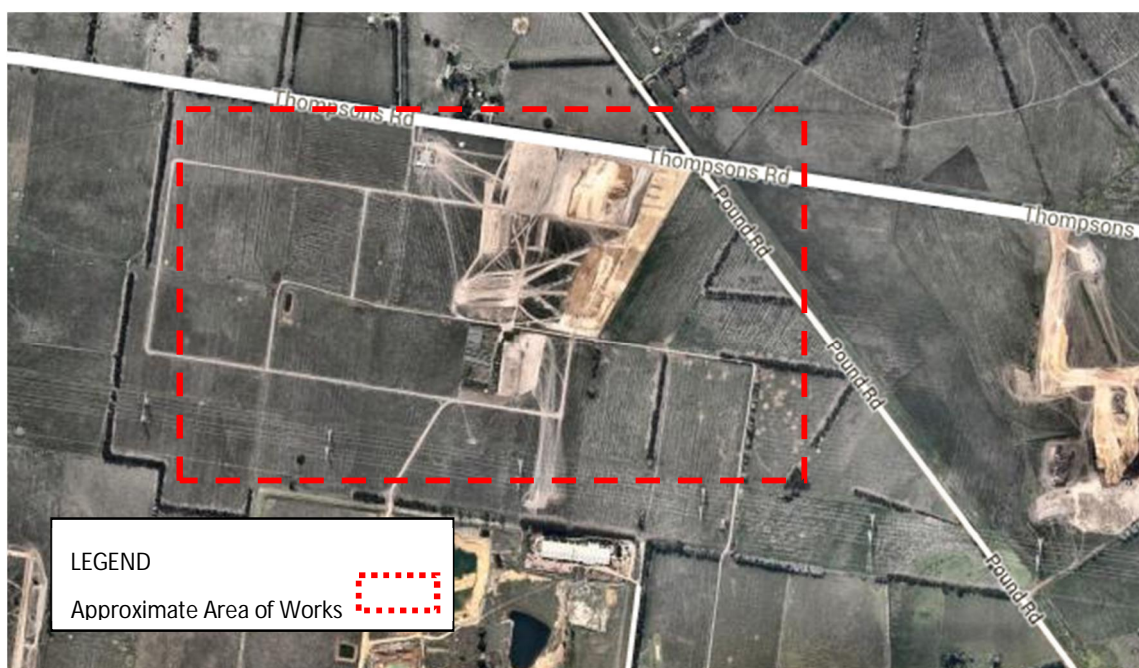 Thompsons Rd
Thompsons Rd
Thompsons
Pound Rd
Pound Rd
Pound Rd
LEGEND
Approximate Area of Works